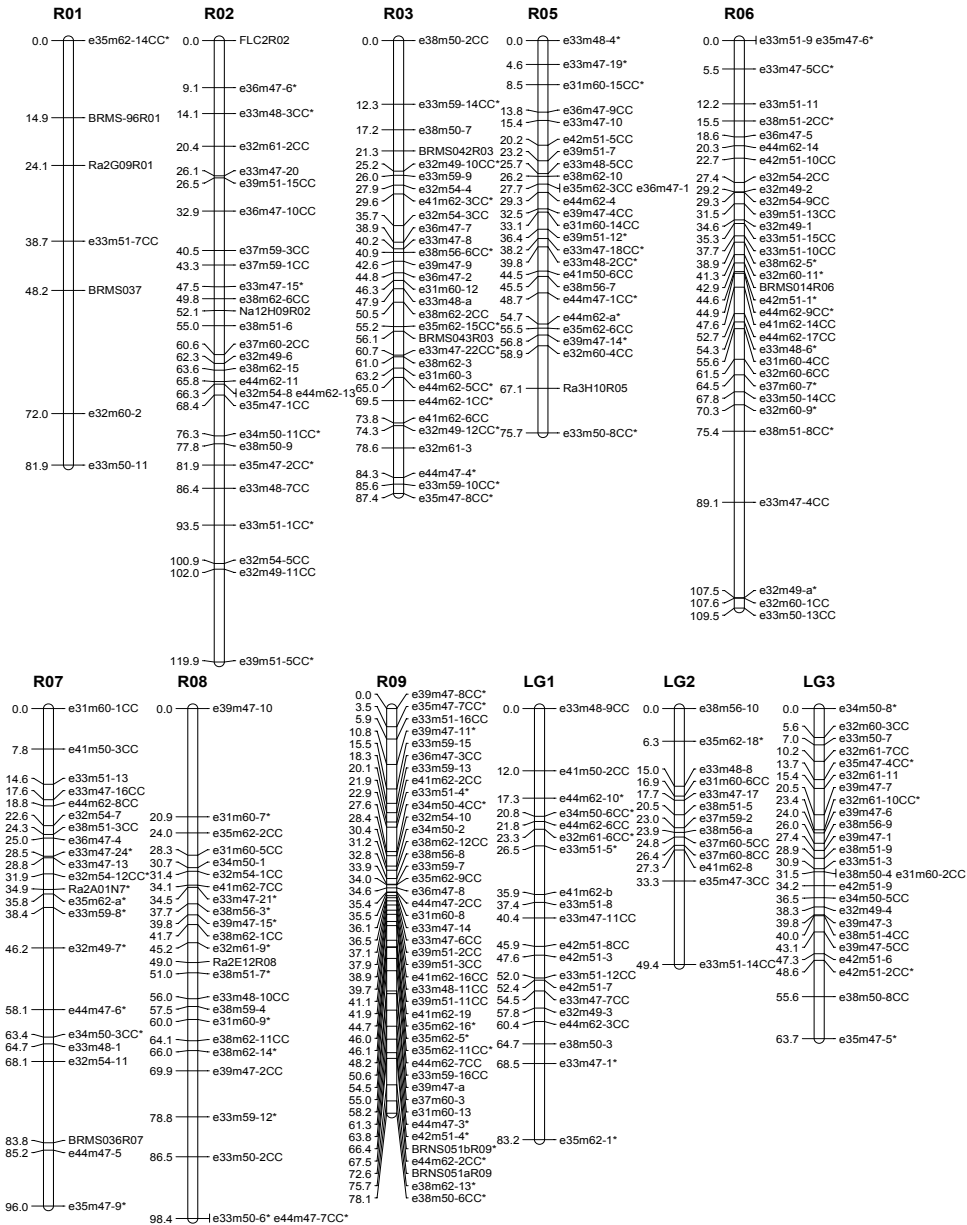 R01
0.0 e35m62-14CC*
14.9 BRMS-96R01
24.1 Ra2G09R01
38.7 e33m51-7CC
48.2 BRMS037
72.0 e32m60-2
81.9 e33m50-11
R02
0.0 FLC2R02
9.1 e36m47-6*
14.1 e33m48-3CC*
20.4 e32m61-2CC
26.1 e33m47-20
26.5 e39m51-15CC
32.9 e36m47-10CC
40.5 e37m59-3CC
43.3 e37m59-1CC
47.5 e33m47-15*
49.8 e38m62-6CC
52.1 Na12H09R02
55.0 e38m51-6
60.6 e37m60-2CC
62.3 e32m49-6
63.6 e38m62-15
65.8 e44m62-11
66.3 e32m54-8 e44m62-13
68.4 e35m47-1CC
76.3 e34m50-11CC*
77.8 e38m50-9
81.9 e35m47-2CC*
86.4 e33m48-7CC
93.5 e33m51-1CC*
100.9 e32m54-5CC
102.0 e32m49-11CC
119.9 e39m51-5CC*
R03
0.0 e38m50-2CC
12.3 e33m59-14CC*
17.2 e38m50-7
21.3 BRMS042R03
25.2 e32m49-10CC*
26.0 e33m59-9
27.9 e32m54-4
29.6 e41m62-3CC*
35.7 e32m54-3CC
38.9 e36m47-7
40.2 e33m47-8
40.9 e38m56-6CC*
42.6 e39m47-9
44.8 e36m47-2
46.3 e31m60-12
47.9 e33m48-a
50.5 e38m62-2CC
55.2 e35m62-15CC*
56.1 BRMS043R03
60.7 e33m47-22CC*
61.0 e38m62-3
63.2 e31m60-3
65.0 e44m62-5CC*
69.5 e44m62-1CC*
73.8 e41m62-6CC
74.3 e32m49-12CC*
78.6 e32m61-3
84.3 e44m47-4*
85.6 e33m59-10CC*
87.4 e35m47-8CC*
R05
0.0 e33m48-4*
4.6 e33m47-19*
8.5 e31m60-15CC*
13.8 e36m47-9CC
15.4 e33m47-10
20.2 e42m51-5CC
23.2 e39m51-7
25.7 e33m48-5CC
26.2 e38m62-10
27.7 e35m62-3CC e36m47-1
29.3 e44m62-4
32.5 e39m47-4CC
33.1 e31m60-14CC
36.4 e39m51-12*
38.2 e33m47-18CC*
39.8 e33m48-2CC*
44.5 e41m50-6CC
45.5 e38m56-7
48.7 e44m47-1CC*
54.7 e44m62-a*
55.5 e35m62-6CC
56.8 e39m47-14*
58.9 e32m60-4CC
67.1 Ra3H10R05
75.7 e33m50-8CC*
R06
0.0 e33m51-9 e35m47-6*
5.5 e33m47-5CC*
12.2 e33m51-11
15.5 e38m51-2CC*
18.6 e36m47-5
20.3 e44m62-14
22.7 e42m51-10CC
27.4 e32m54-2CC
29.2 e32m49-2
29.3 e32m54-9CC
31.5 e39m51-13CC
34.6 e32m49-1
35.3 e33m51-15CC
37.7 e33m51-10CC
38.9 e38m62-5*
41.3 e32m60-11*
42.9 BRMS014R06
44.6 e42m51-1*
44.9 e44m62-9CC*
47.6 e41m62-14CC
52.7 e44m62-17CC
54.3 e33m48-6*
55.6 e31m60-4CC
61.5 e32m60-6CC
64.5 e37m60-7*
67.8 e33m50-14CC
70.3 e32m60-9*
75.4 e38m51-8CC*
89.1 e33m47-4CC
107.5 e32m49-a*
107.6 e32m60-1CC
109.5 e33m50-13CC
R07
0.0 e31m60-1CC
7.8 e41m50-3CC
14.6 e33m51-13
17.6 e33m47-16CC
18.8 e44m62-8CC
22.6 e32m54-7
24.3 e38m51-3CC
25.0 e36m47-4
28.5 e33m47-24*
28.8 e33m47-13
31.9 e32m54-12CC*
34.9 Ra2A01N7*
35.8 e35m62-a*
38.4 e33m59-8*
46.2 e32m49-7*
58.1 e44m47-6*
63.4 e34m50-3CC*
64.7 e33m48-1
68.1 e32m54-11
83.8 BRMS036R07
85.2 e44m47-5
96.0 e35m47-9*
R08
0.0 e39m47-10
20.9 e31m60-7*
24.0 e35m62-2CC
28.3 e31m60-5CC
30.7 e34m50-1
31.4 e32m54-1CC
34.1 e41m62-7CC
34.5 e33m47-21*
37.7 e38m56-3*
39.8 e39m47-15*
41.7 e38m62-1CC
45.2 e32m61-9*
49.0 Ra2E12R08
51.0 e38m51-7*
56.0 e33m48-10CC
57.5 e38m59-4
60.0 e31m60-9*
64.1 e38m62-11CC
66.0 e38m62-14*
69.9 e39m47-2CC
78.8 e33m59-12*
86.5 e33m50-2CC
98.4 e33m50-6* e44m47-7CC*
R09
0.0 e39m47-8CC*
3.5 e35m47-7CC*
5.9 e33m51-16CC
10.8 e39m47-11*
15.5 e33m59-15
18.3 e36m47-3CC
20.1 e33m59-13
21.9 e41m62-2CC
22.9 e33m51-4*
27.6 e34m50-4CC*
28.4 e32m54-10
30.4 e34m50-2
31.2 e38m62-12CC
32.8 e38m56-8
33.9 e33m59-7
34.0 e35m62-9CC
34.6 e36m47-8
35.4 e44m47-2CC
35.5 e31m60-8
36.1 e33m47-14
36.5 e33m47-6CC
37.1 e39m51-2CC
37.9 e39m51-3CC
38.9 e41m62-16CC
39.7 e33m48-11CC
41.1 e39m51-11CC
41.9 e41m62-19
44.7 e35m62-16*
46.0 e35m62-5*
46.1 e35m62-11CC*
48.2 e44m62-7CC
50.6 e33m59-16CC
54.5 e39m47-a
55.0 e37m60-3
58.2 e31m60-13
61.3 e44m47-3*
63.8 e42m51-4*
66.4 BRNS051bR09*
67.5 e44m62-2CC*
72.6 BRNS051aR09
75.7 e38m62-13*
78.1 e38m50-6CC*
LG1
0.0 e33m48-9CC
12.0 e41m50-2CC
17.3 e44m62-10*
20.8 e34m50-6CC*
21.8 e44m62-6CC
23.3 e32m61-6CC*
26.5 e33m51-5*
35.9 e41m62-b
37.4 e33m51-8
40.4 e33m47-11CC
45.9 e42m51-8CC
47.6 e42m51-3
52.0 e33m51-12CC
52.4 e42m51-7
54.5 e33m47-7CC
57.8 e32m49-3
60.4 e44m62-3CC
64.7 e38m50-3
68.5 e33m47-1*
83.2 e35m62-1*
LG2
0.0 e38m56-10
6.3 e35m62-18*
15.0 e33m48-8
16.9 e31m60-6CC
17.7 e33m47-17
20.5 e38m51-5
23.0 e37m59-2
23.9 e38m56-a
24.8 e37m60-5CC
26.4 e37m60-8CC
27.3 e41m62-8
33.3 e35m47-3CC
49.4 e33m51-14CC
LG3
0.0 e34m50-8*
5.6 e32m60-3CC
7.0 e33m50-7
10.2 e32m61-7CC
13.7 e35m47-4CC*
15.4 e32m61-11
20.5 e39m47-7
23.4 e32m61-10CC*
24.0 e39m47-6
26.0 e38m56-9
27.4 e39m47-1
28.9 e38m51-9
30.9 e33m51-3
31.5 e38m50-4 e31m60-2CC
34.2 e42m51-9
36.5 e34m50-5CC
38.3 e32m49-4
39.8 e39m47-3
40.0 e38m51-4CC
43.1 e39m47-5CC
47.3 e42m51-6
48.6 e42m51-2CC*
55.6 e38m50-8CC
63.7 e35m47-5*